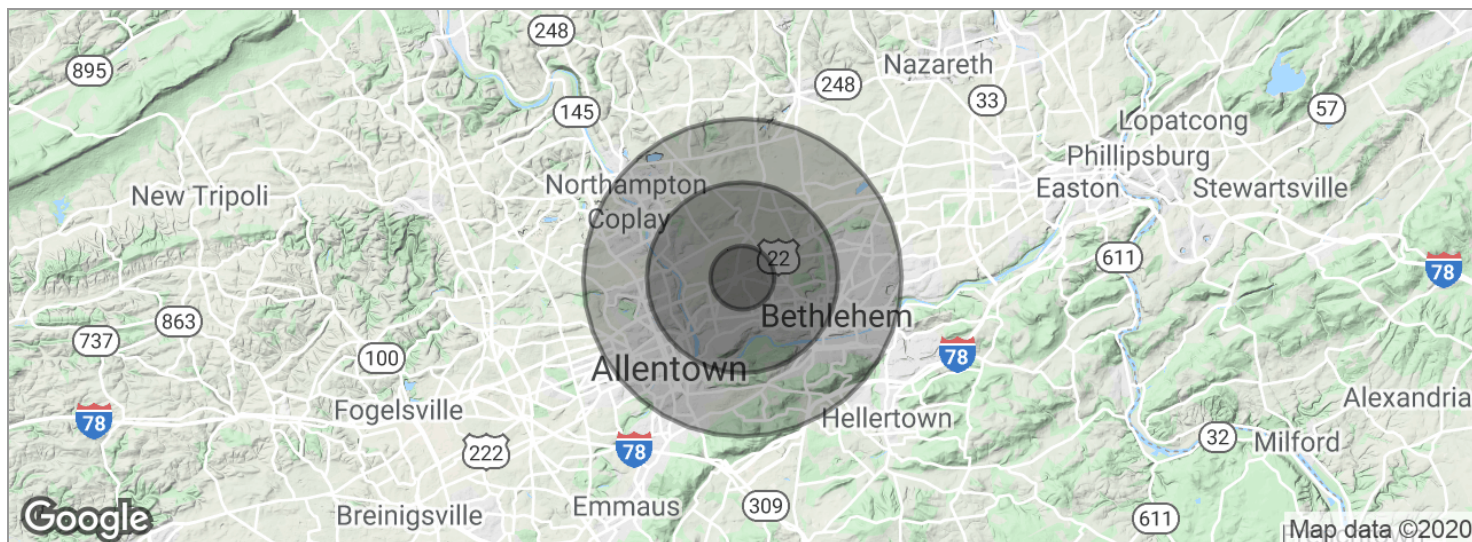 248
895
Nazareth
248
33
145
57
Lopatcong
Phillipsburg
New Tripoli
Northampton
Easton
Stewartsville
Coplay
22
611
78
863
Bethlehem
737
100
78
Allentown
Fogelsville
Hellertown
Alexandria
78
222
78
32
Milford
Emmaus
309
Breinigsville
611
Google
Map data ©2020